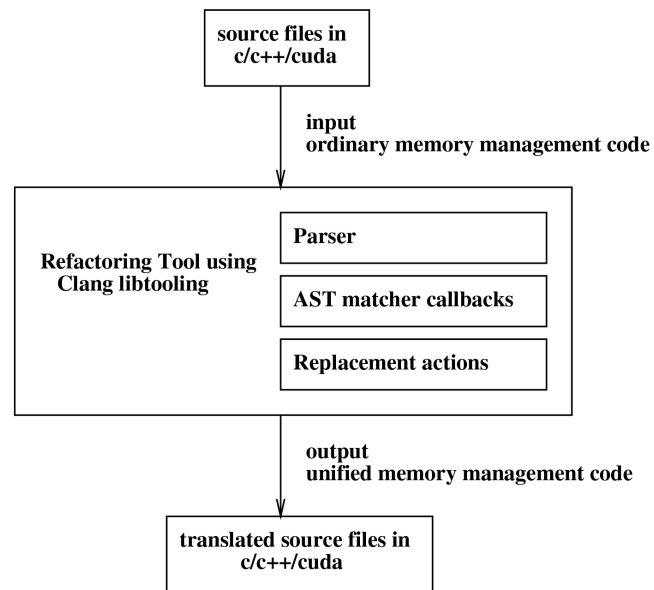 source files in
c/c++/cuda
input
ordinary memory management code
Refactoring Tool using
Clang libtooling
Parser
AST matcher callbacks
Replacement actions
output
unified memory management code
translated source files in
c/c++/cuda